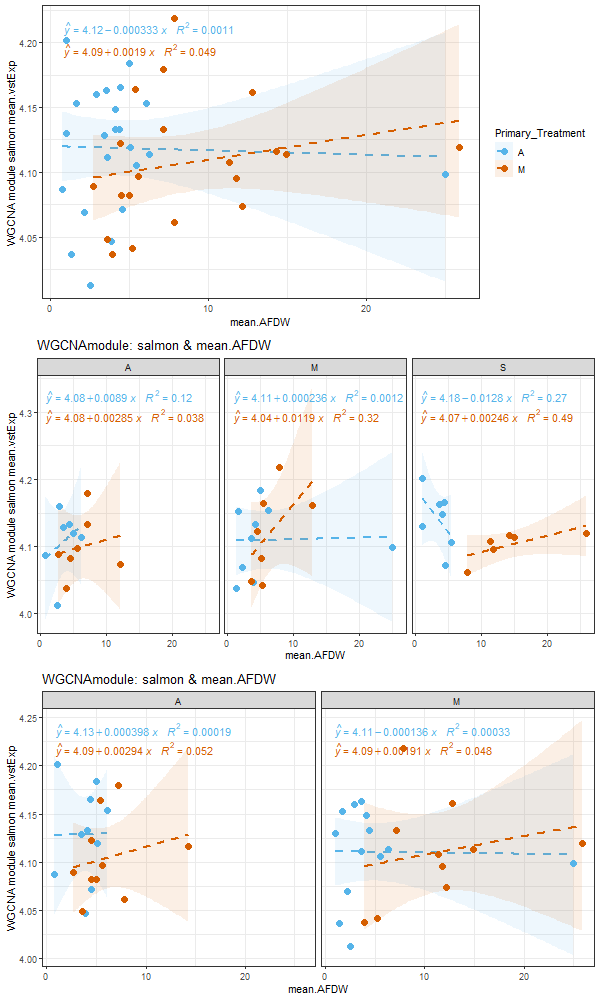 ŷ = 4.12 − 0.000333 x R² = 0.0011
ŷ = 4.09 + 0.0019 x R² = 0.049
4.20
4.15
4.10
4.05
WGCNA module salmon mean.vstExp
0 10 20
mean.AFDW
Primary_Treatment
A
M
WGCNAmodule: salmon & mean.AFDW
A M S
ŷ = 4.08 + 0.0089 x R² = 0.12
ŷ = 4.08 + 0.00285 x R² = 0.038
ŷ = 4.11 + 0.000236 x R² = 0.0012
ŷ = 4.04 + 0.0119 x R² = 0.32
ŷ = 4.18 − 0.0128 x R² = 0.27
ŷ = 4.07 + 0.00246 x R² = 0.49
4.3
4.2
4.1
4.0
WGCNA module salmon mean.vstExp
0 10 20 0 10 20 0 10 20
mean.AFDW
WGCNAmodule: salmon & mean.AFDW
A M
ŷ = 4.13 + 0.000398 x R² = 0.00019
ŷ = 4.09 + 0.00294 x R² = 0.052
ŷ = 4.11 − 0.000136 x R² = 0.00033
ŷ = 4.09 + 0.00191 x R² = 0.048
4.25
4.20
4.15
4.10
4.05
4.00
WGCNA module salmon mean.vstExp
0 10 20 0 10 20
mean.AFDW